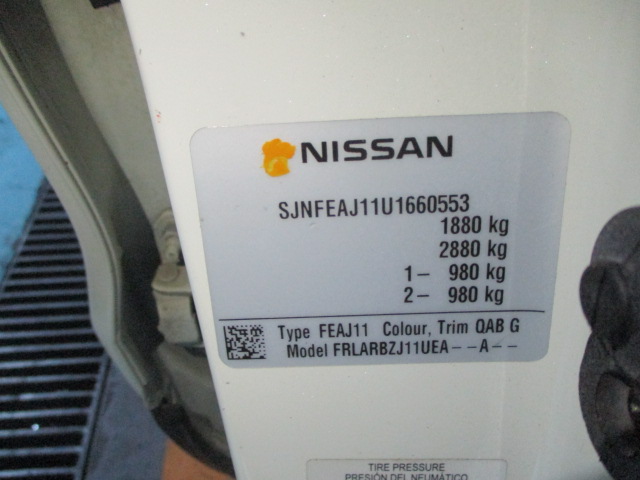 NISSAN
SJNFEAJ11U1660553
1880 kg
2880 kg
1– 980 kg
2– 980 kg
Type FEAJ11 Colour, Trim QAB G
Model FRLARBZJ11UEA––A––
TIRE PRESSURE
PRESIÓN DEL NEUMÁTICO